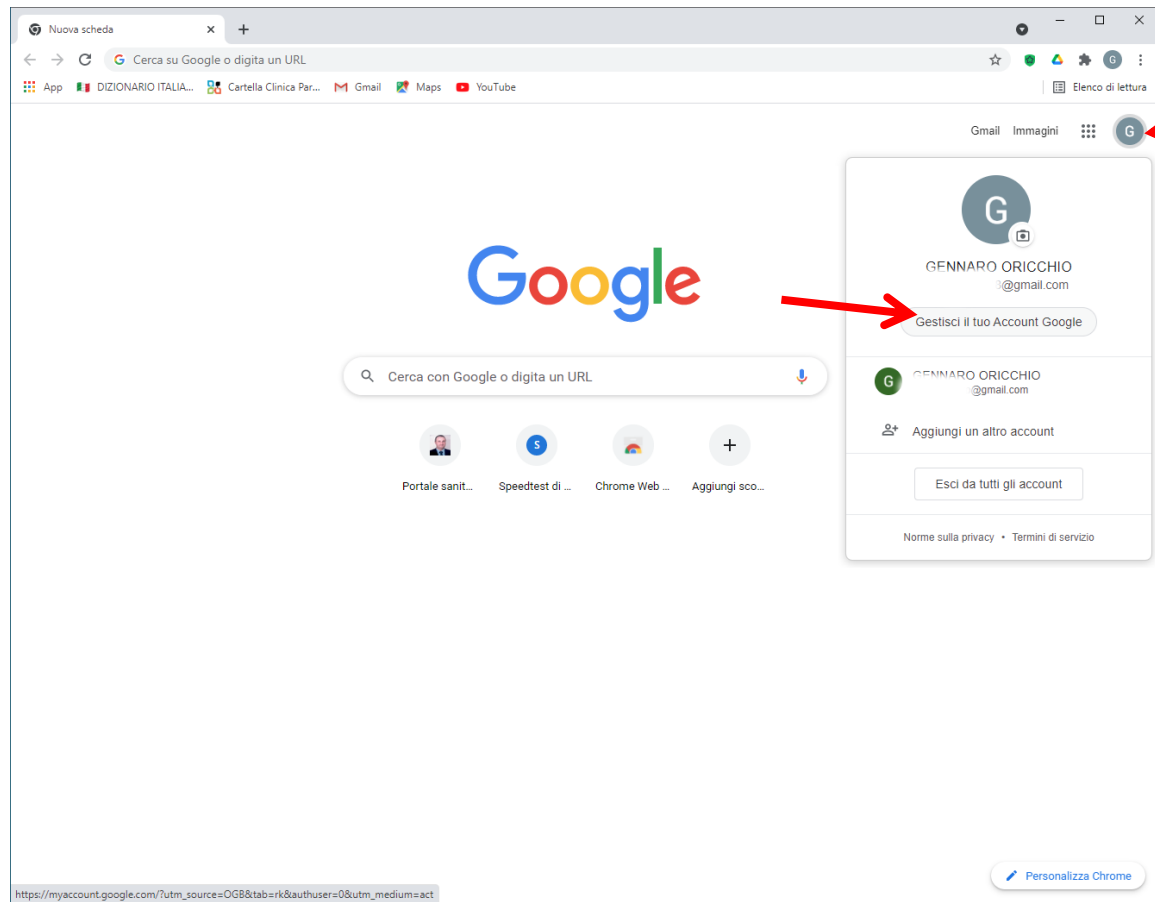 Nuova scheda
Cerca su Google o digita un URL
App DIZIONARIO ITALIA... Cartella Clinica Par... Gmail Maps YouTube Elenco di lettura
Gmail Immagini G
G
GENNARO ORICCHIO
@gmail.com
Gestisci il tuo Account Google
Google
Cerca con Google o digita un URL
G GENNARO ORICCHIO
@gmail.com
Aggiungi un altro account
Portale sanit... Speedtest di ... Chrome Web ... Aggiungi sco...
Esci da tutti gli account
Norme sulla privacy • Termini di servizio
Personalizza Chrome
https://myaccount.google.com/?utm_source=OGB&tab=rk&authuser=0&utm_medium=act